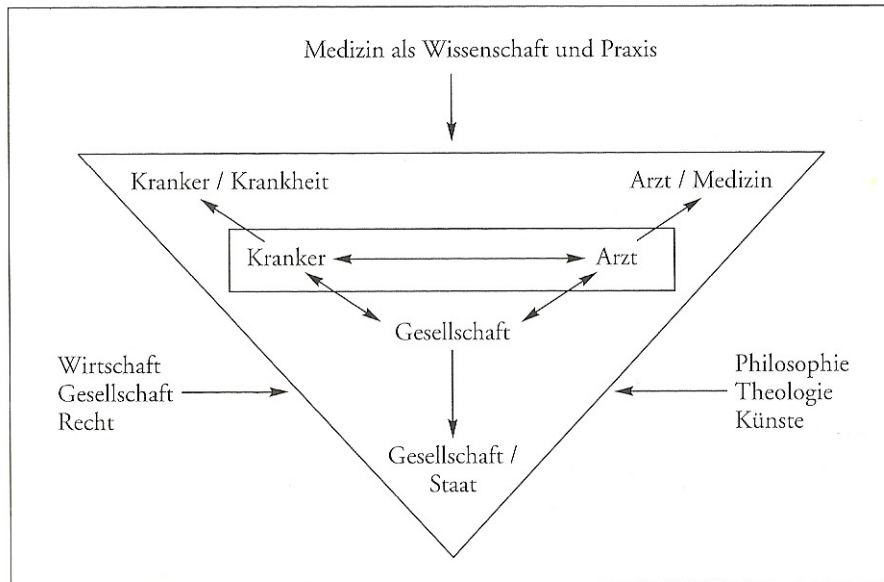 Medizin als Wissenschaft und Praxis
Kranker / Krankheit
Arzt / Medizin
Kranker
Arzt
Gesellschaft
Wirtschaft
Gesellschaft
Recht
Philosophie
Theologie
Künste
Gesellschaft /
Staat